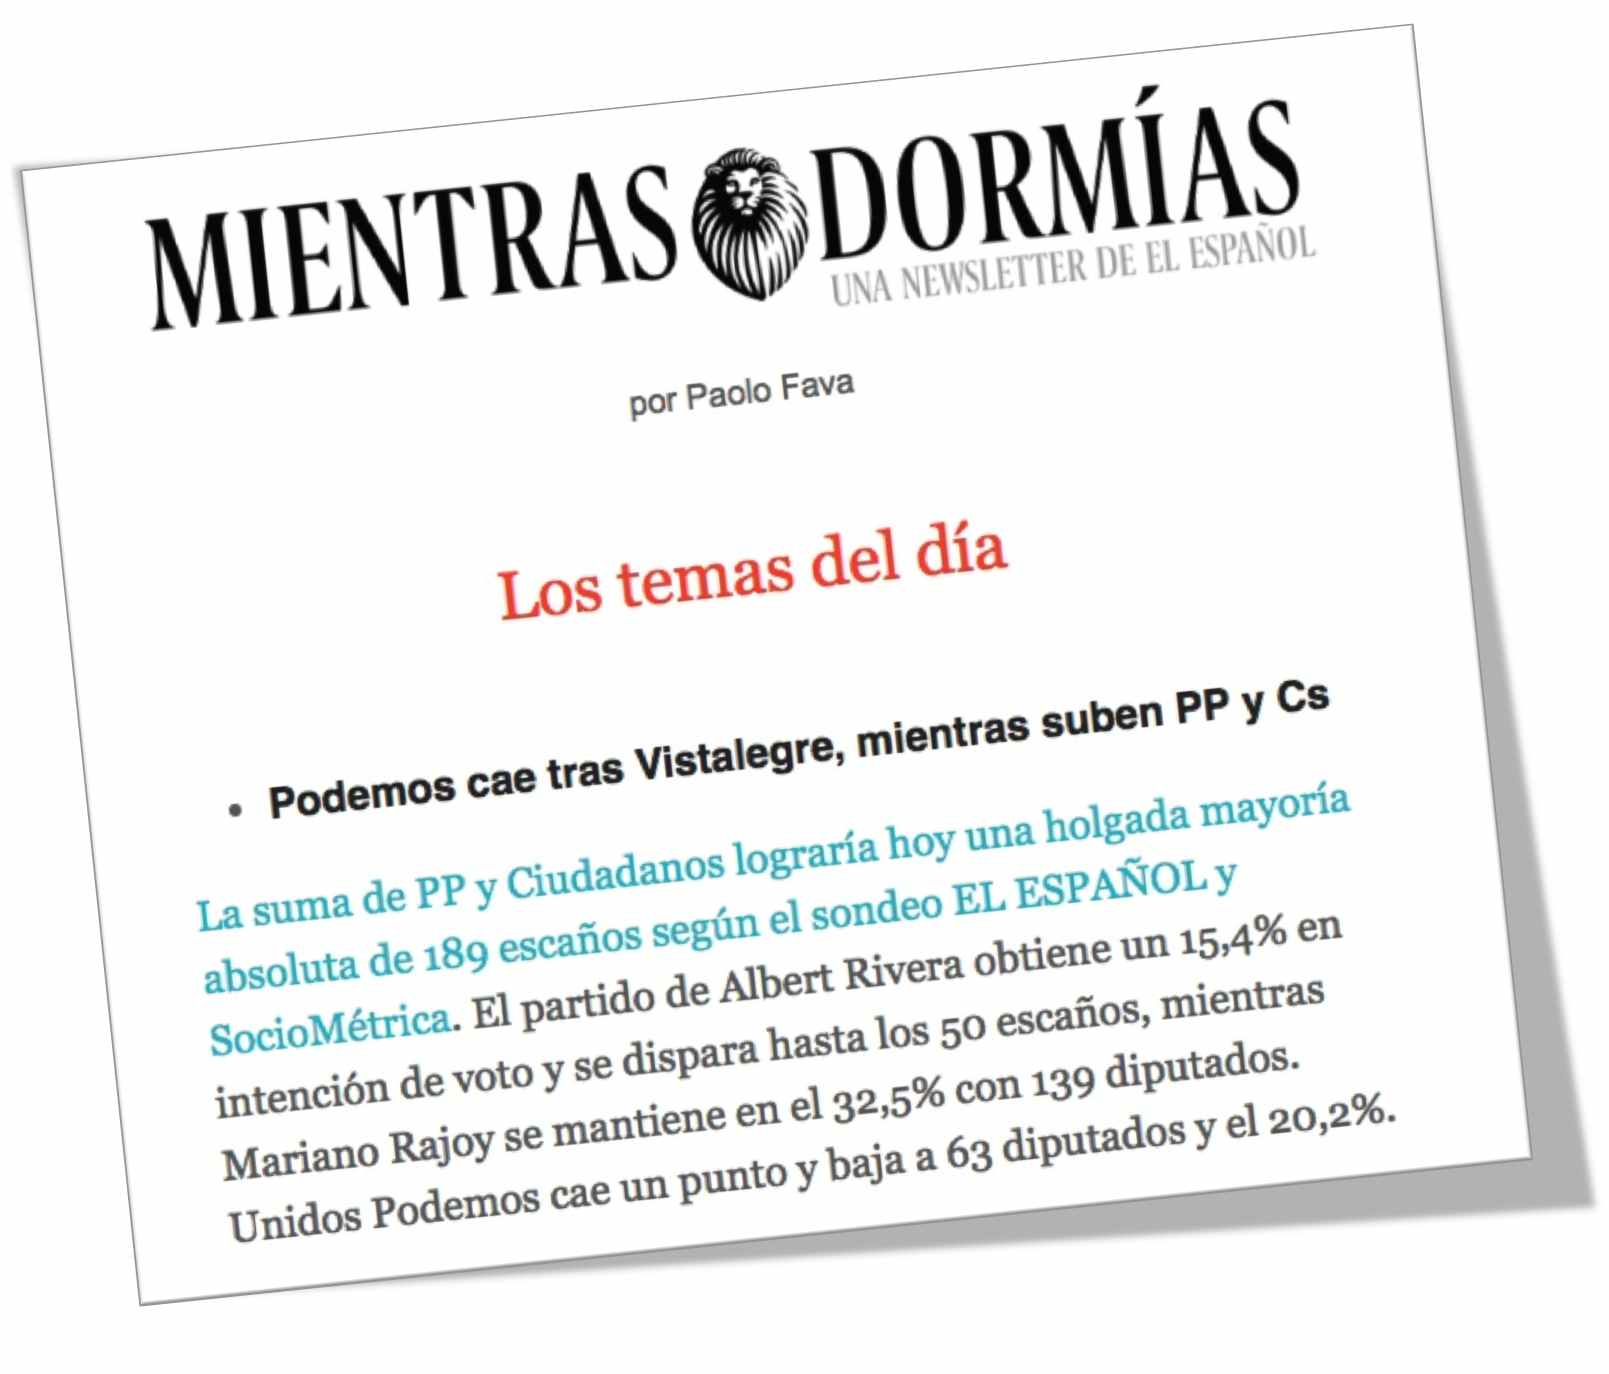 MIENTRAS DORMÍAS
UNA NEWSLETTER DE EL ESPAÑOL
por Paolo Fava
Los temas del día
• Podemos cae tras Vistalegre, mientras suben PP y Cs
La suma de PP y Ciudadanos lograría hoy una holgada mayoría
absoluta de 189 escaños según el sondeo EL ESPAÑOL y
SocioMétrica. El partido de Albert Rivera obtiene un 15,4% en
intención de voto y se dispara hasta los 50 escaños, mientras
Mariano Rajoy se mantiene en el 32,5% con 139 diputados.
Unidos Podemos cae un punto y baja a 63 diputados y el 20,2%.